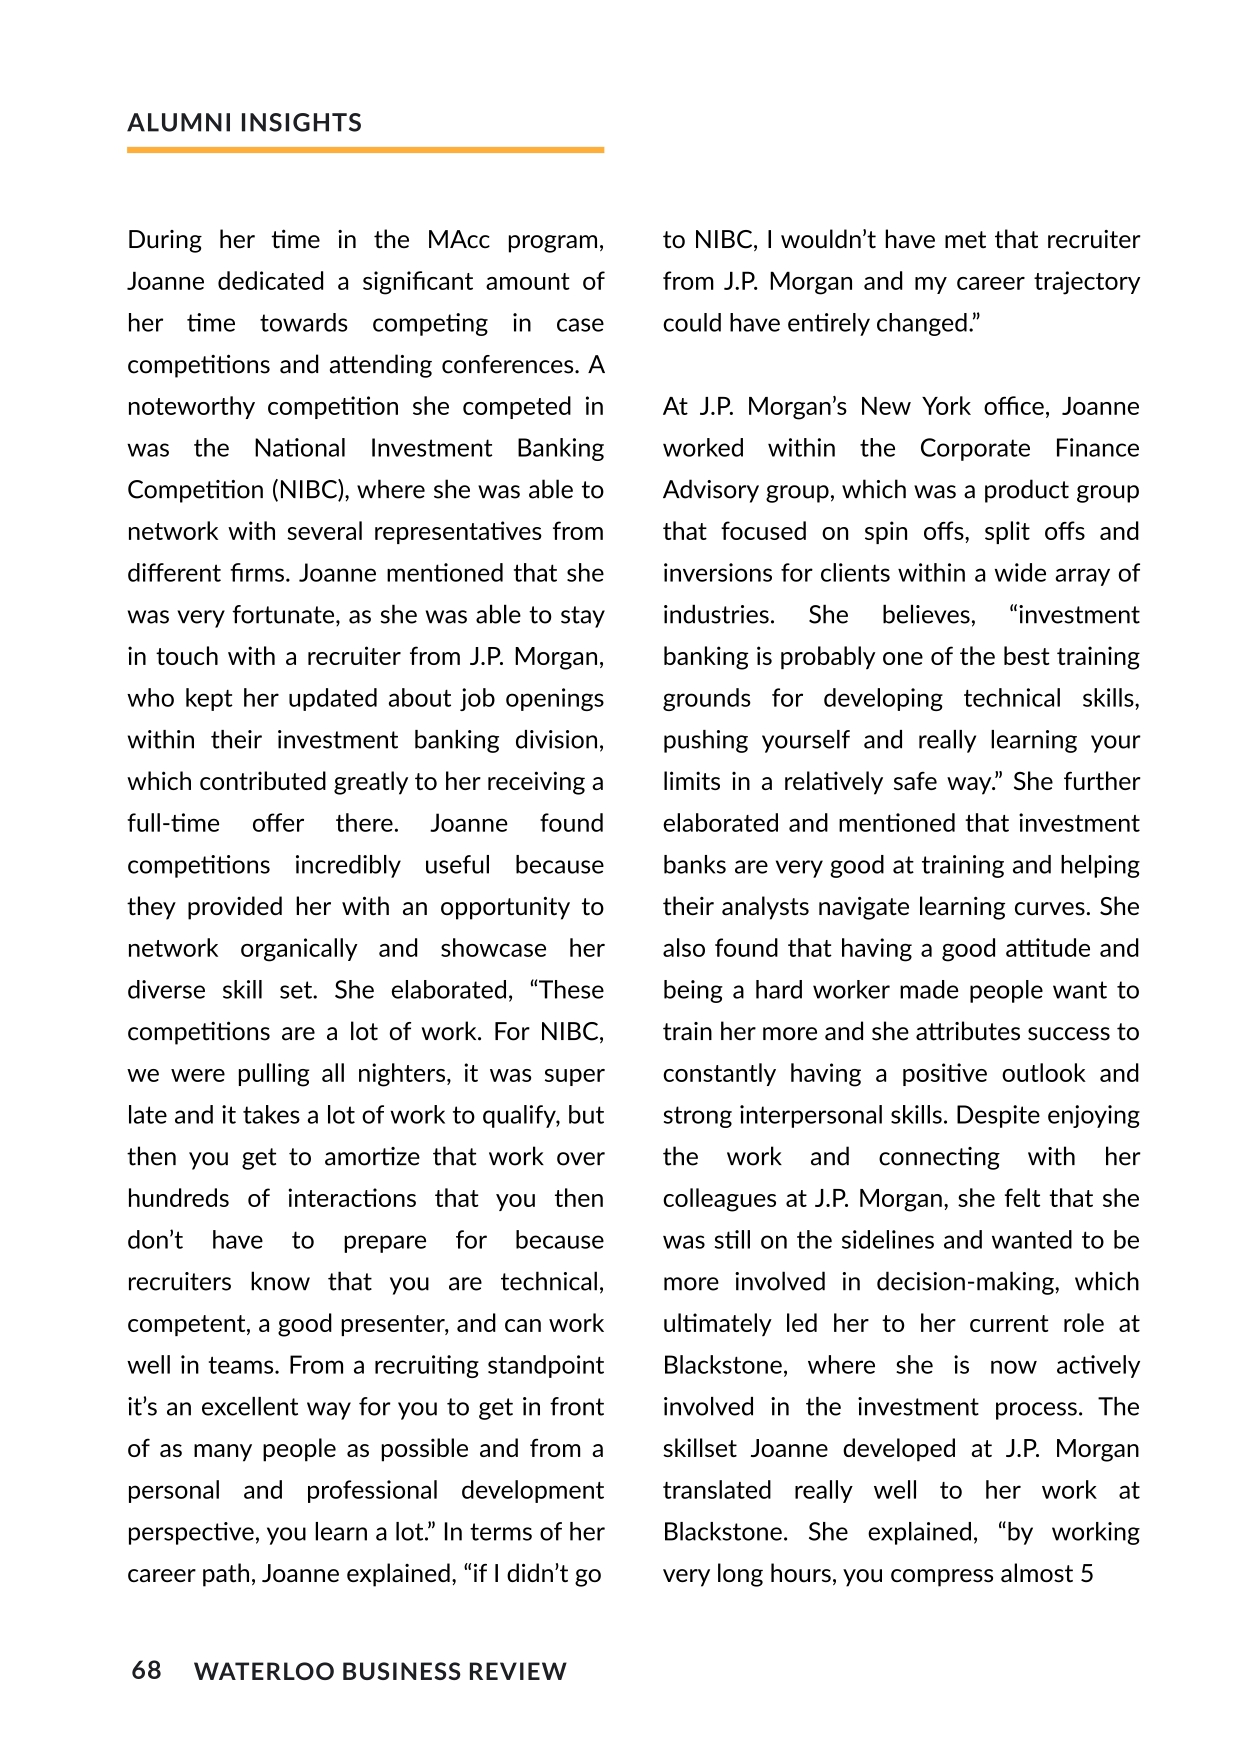 ALUMNI INSIGHTS
During her time in the MAcc program,
Joanne dedicated a significant amount of
her time towards competing in case
competitions and attending conferences. A
noteworthy competition she competed in
was the National Investment Banking
Competition (NIBC), where she was able to
network with several representatives from
different firms. Joanne mentioned that she
was very fortunate, as she was able to stay
in touch with a recruiter from J.P. Morgan,
who kept her updated about job openings
within their investment banking division,
which contributed greatly to her receiving a
full-time offer there. Joanne found
competitions incredibly useful because
they provided her with an opportunity to
network organically and showcase her
diverse skill set. She elaborated, “These
competitions are a lot of work. For NIBC,
we were pulling all nighters, it was super
late and it takes a lot of work to qualify, but
then you get to amortize that work over
hundreds of interactions that you then
don’t have to prepare for because
recruiters know that you are technical,
competent, a good presenter, and can work
well in teams. From a recruiting standpoint
it’s an excellent way for you to get in front
of as many people as possible and from a
personal and professional development
perspective, you learn a lot.” In terms of her
career path, Joanne explained, “if I didn’t go
to NIBC, I wouldn’t have met that recruiter
from J.P. Morgan and my career trajectory
could have entirely changed.”
At J.P. Morgan’s New York office, Joanne
worked within the Corporate Finance
Advisory group, which was a product group
that focused on spin offs, split offs and
inversions for clients within a wide array of
industries. She believes, “investment
banking is probably one of the best training
grounds for developing technical skills,
pushing yourself and really learning your
limits in a relatively safe way.” She further
elaborated and mentioned that investment
banks are very good at training and helping
their analysts navigate learning curves. She
also found that having a good attitude and
being a hard worker made people want to
train her more and she attributes success to
constantly having a positive outlook and
strong interpersonal skills. Despite enjoying
the work and connecting with her
colleagues at J.P. Morgan, she felt that she
was still on the sidelines and wanted to be
more involved in decision-making, which
ultimately led her to her current role at
Blackstone, where she is now actively
involved in the investment process. The
skillset Joanne developed at J.P. Morgan
translated really well to her work at
Blackstone. She explained, “by working
very long hours, you compress almost 5
68 WATERLOO BUSINESS REVIEW